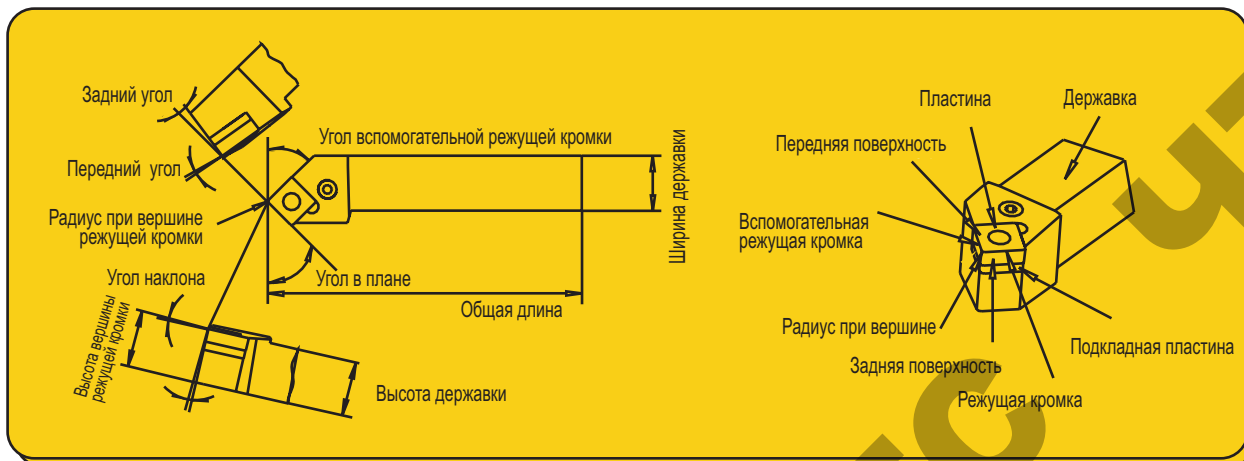 Задний угол
Передний угол
Радиус при вершине
режущей кромки
Угол вспомогательной режущей кромки
Ширина державки
Угол наклона
Угол в плане
Общая длина
Высота вершины
режущей кромки
Высота державки
Пластина
Державка
Передняя поверхность
Вспомогательная
режущая кромка
Радиус при вершине
Задняя поверхность
Подкладная пластина
Режущая кромка